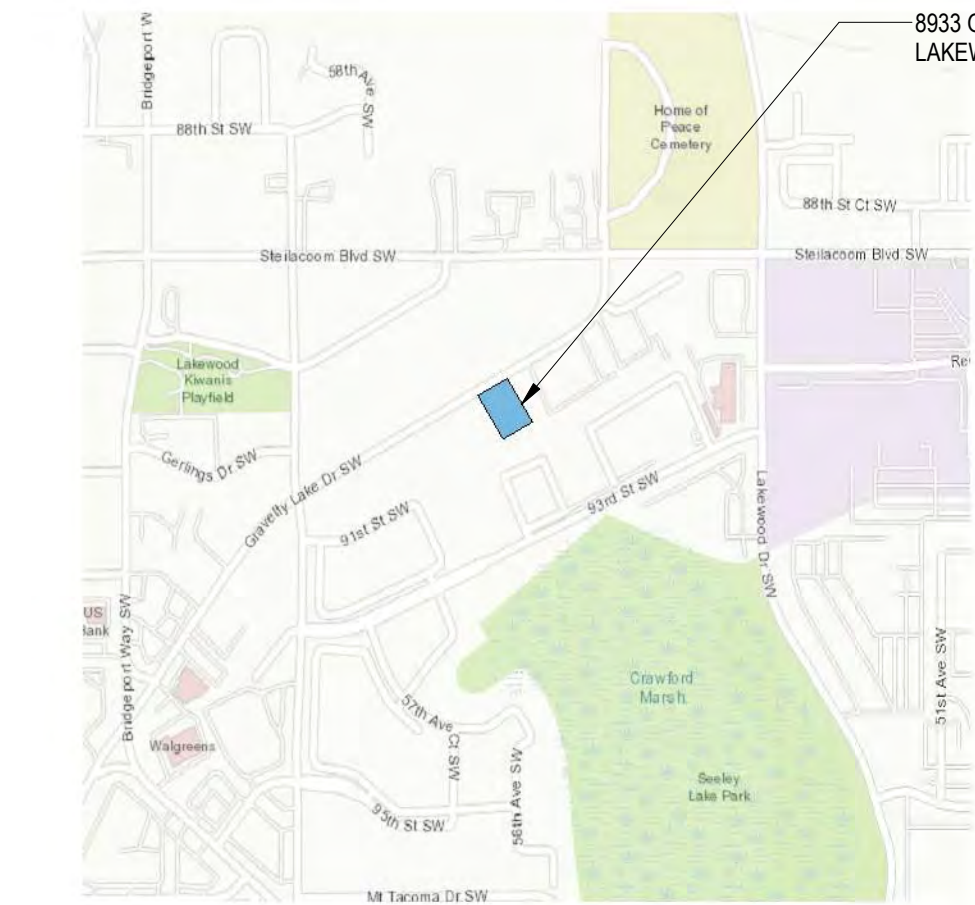 8933
Bridgeport W
58th Ave SW
88th St SW
Home of
Peace
Cemetery
88th St Ct SW
Steilacoom Blvd SW
Steilacoom Blvd SW
Lakewood
Kiwanis
Playfield
Gerlings Dr SW
Gravelly Lake Dr SW
91st St SW
93rd St SW
Lakewood Dr SW
US
Bank
Bridgeport Way SW
Crawford
Marsh
51st Ave SW
57th Ave Ct SW
Walgreens
56th Ave SW
Seeley
Lake Park
95th St SW
Mt Tacoma Dr SW